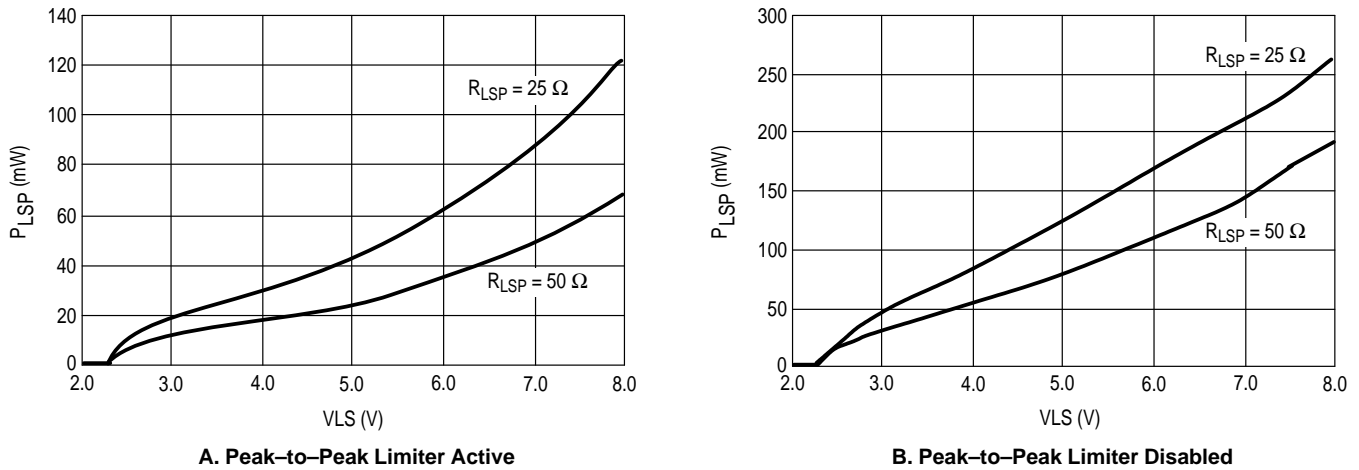 140
120
100
80
60
40
20
0
P_LSP (mW)
R_LSP = 25 Ω
R_LSP = 50 Ω
2.0 3.0 4.0 5.0 6.0 7.0 8.0
VLS (V)
A. Peak–to–Peak Limiter Active
300
250
200
150
100
50
0
P_LSP (mW)
R_LSP = 25 Ω
R_LSP = 50 Ω
2.0 3.0 4.0 5.0 6.0 7.0 8.0
VLS (V)
B. Peak–to–Peak Limiter Disabled